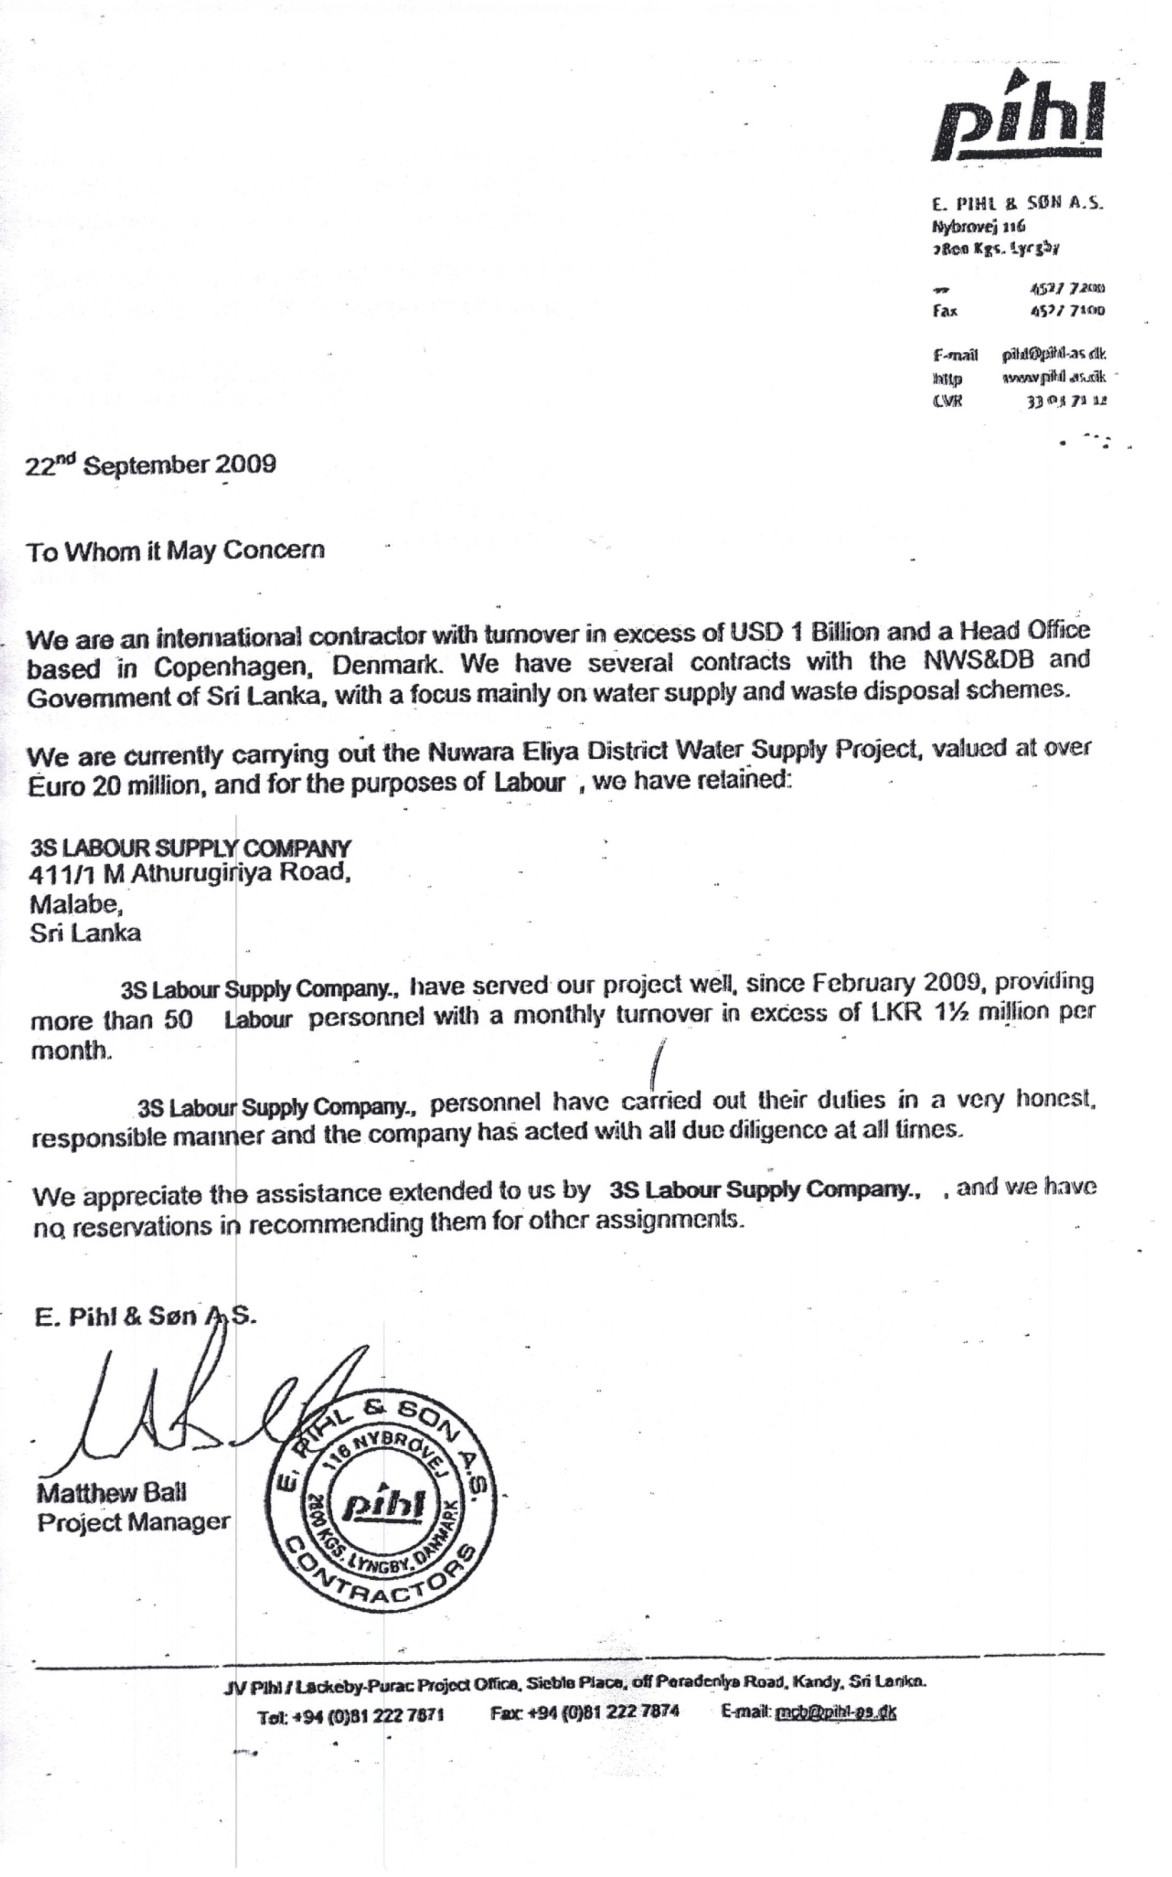 pihl
E. PIHL & SØN A.S.
Nybrovej 116
2800 Kgs. Lyngby
4527 7200
Fax 4527 7100
E-mail pihl@pihl-as.dk
http www.pihl-as.dk
CVR
22nd September 2009
To Whom it May Concern
We are an international contractor with turnover in excess of USD 1 Billion and a Head Office
based in Copenhagen, Denmark. We have several contracts with the NWS&DB and
Government of Sri Lanka, with a focus mainly on water supply and waste disposal schemes.
We are currently carrying out the Nuwara Eliya District Water Supply Project, valued at over
Euro 20 million, and for the purposes of Labour , we have retained:
3S LABOUR SUPPLY COMPANY
411/1 M Athurugiriya Road,
Malabe,
Sri Lanka
3S Labour Supply Company., have served our project well, since February 2009, providing
more than 50 Labour personnel with a monthly turnover in excess of LKR 1½ million per
month.
3S Labour Supply Company., personnel have carried out their duties in a very honest,
responsible manner and the company has acted with all due diligence at all times.
We appreciate the assistance extended to us by 3S Labour Supply Company., , and we have
no reservations in recommending them for other assignments.
E. Pihl & Søn A.S.
Matthew Ball
Project Manager
E. PIHL & SON A.S.
116 NYBROVEJ
pihl
2800 KGS. LYNGBY, DANMARK
CONTRACTORS
JV Pihl / Läckeby-Purac Project Office, Sieble Place, off Peradeniya Road, Kandy, Sri Lanka.
Tel: +94 (0)81 222 7871 Fax: +94 (0)81 222 7874 E-mail: mcb@pihl-as.dk